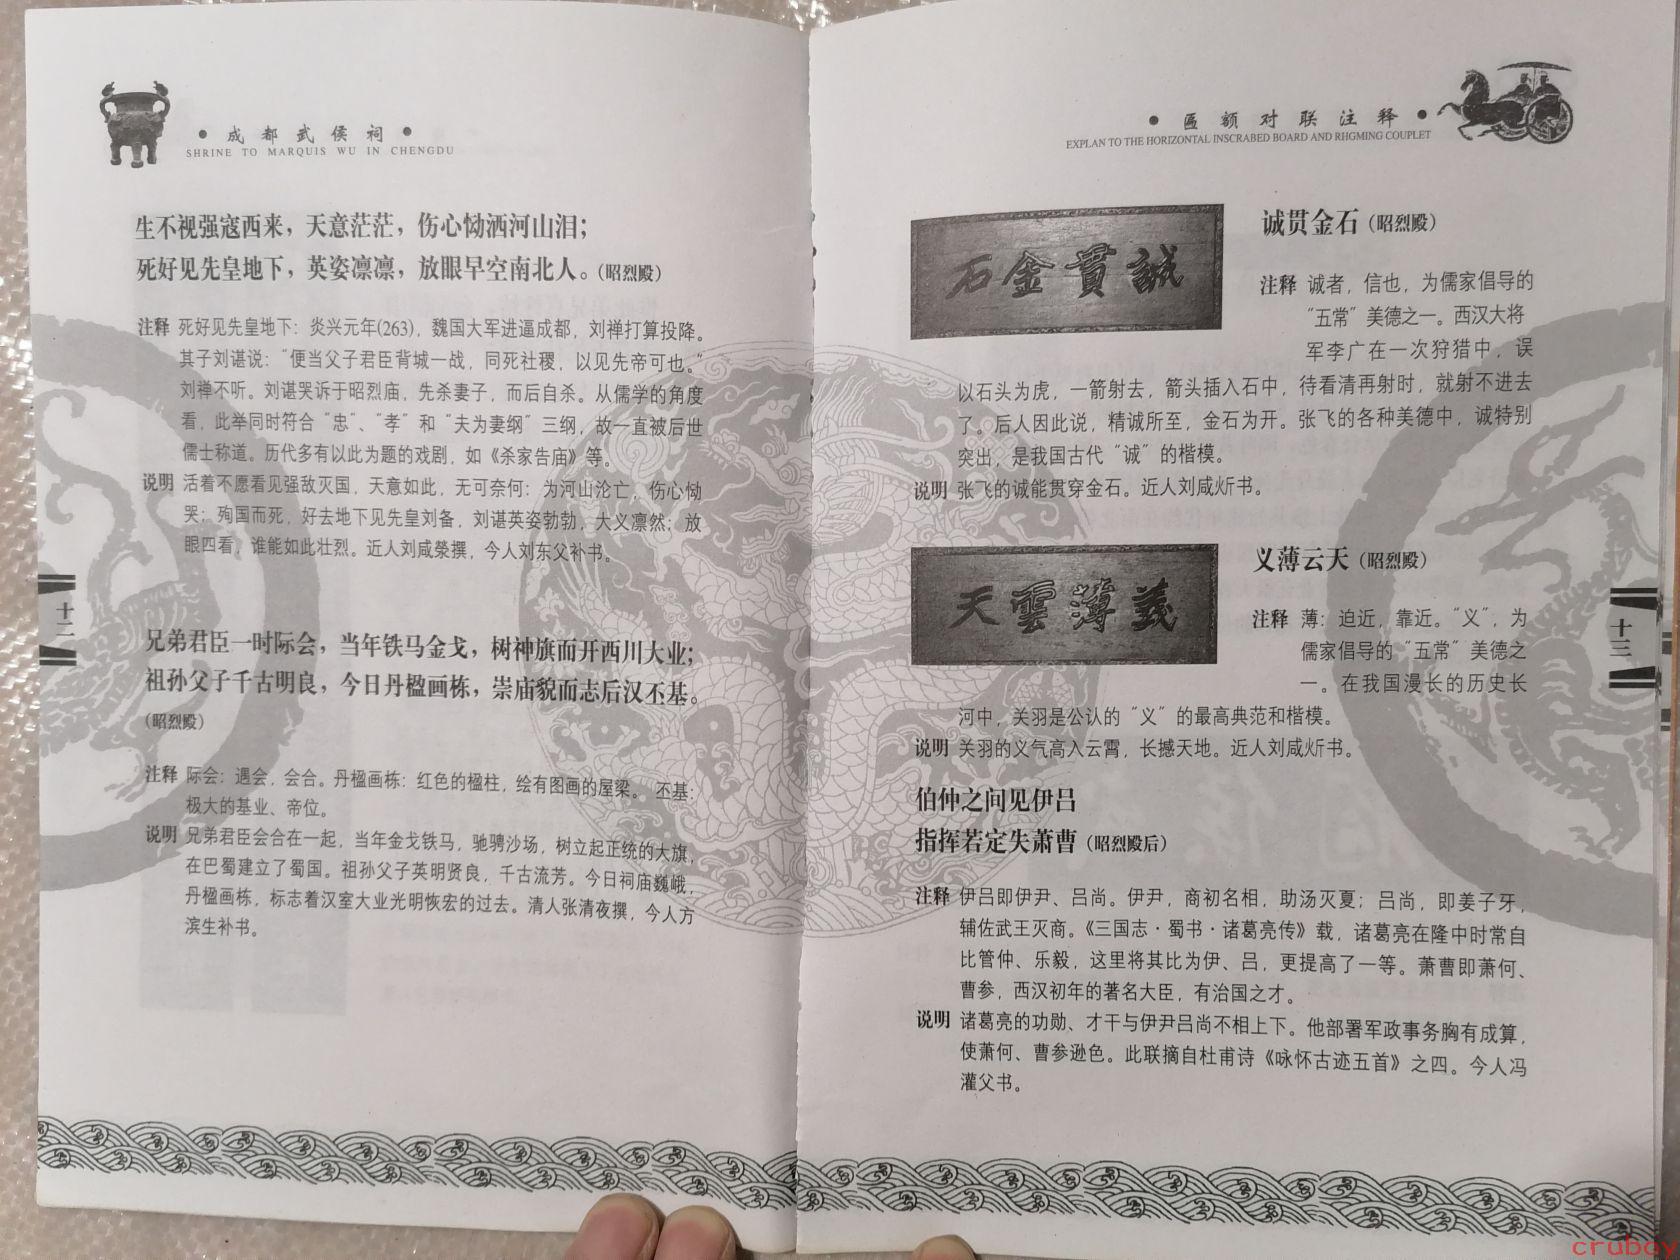 • 成都武侯祠 •
SHRINE TO MARQUIS WU IN CHENGDU
生不视强寇西来，天意茫茫，伤心恸洒河山泪；
死好见先皇地下，英姿凛凛，放眼早空南北人。（昭烈殿）
注释 死好见先皇地下：炎兴元年(263)，魏国大军进逼成都，刘禅打算投降。
其子刘谌说：“便当父子君臣背城一战，同死社稷，以见先帝可也。”
刘禅不听。刘谌哭诉于昭烈庙，先杀妻子，而后自杀。从儒学的角度
看，此举同时符合“忠”、“孝”和“夫为妻纲”三纲，故一直被后世
儒士称道。历代多有以此为题的戏剧，如《杀家告庙》等。
说明 活着不愿看见强敌灭国，天意如此，无可奈何；为河山沦亡，伤心恸
哭；殉国而死，好去地下见先皇刘备，刘谌英姿勃勃，大义凛然；放
眼四看，谁能如此壮烈。近人刘咸荥撰，今人刘东父补书。
十二
兄弟君臣一时际会，当年铁马金戈，树神旗而开西川大业；
祖孙父子千古明良，今日丹楹画栋，崇庙貌而志后汉丕基。
（昭烈殿）
注释 际会：遇会，会合。丹楹画栋：红色的楹柱，绘有图画的屋梁。 丕基：
极大的基业、帝位。
说明 兄弟君臣会合在一起，当年金戈铁马，驰骋沙场，树立起正统的大旗，
在巴蜀建立了蜀国。祖孙父子英明贤良，千古流芳。今日祠庙巍峨，
丹楹画栋，标志着汉室大业光明恢宏的过去。清人张清夜撰，今人方
滨生补书。
• 匾额对联注释 •
EXPLAN TO THE HORIZONTAL INSCRABED BOARD AND RHGMING COUPLET
石金貫誠
诚贯金石（昭烈殿）
注释 诚者，信也，为儒家倡导的
“五常”美德之一。西汉大将
军李广在一次狩猎中，误
以石头为虎，一箭射去，箭头插入石中，待看清再射时，就射不进去
了。后人因此说，精诚所至，金石为开。张飞的各种美德中，诚特别
突出，是我国古代“诚”的楷模。
说明 张飞的诚能贯穿金石。近人刘咸炘书。
天雲薄義
义薄云天（昭烈殿）
注释 薄：迫近，靠近。“义”，为
儒家倡导的“五常”美德之
一。在我国漫长的历史长
河中，关羽是公认的“义”的最高典范和楷模。
说明 关羽的义气高入云霄，长撼天地。近人刘咸炘书。
十三
伯仲之间见伊吕
指挥若定失萧曹（昭烈殿后）
注释 伊吕即伊尹、吕尚。伊尹，商初名相，助汤灭夏；吕尚，即姜子牙，
辅佐武王灭商。《三国志·蜀书·诸葛亮传》载，诸葛亮在隆中时常自
比管仲、乐毅，这里将其比为伊、吕，更提高了一等。萧曹即萧何、
曹参，西汉初年的著名大臣，有治国之才。
说明 诸葛亮的功勋、才干与伊尹吕尚不相上下。他部署军政事务胸有成算，
使萧何、曹参逊色。此联摘自杜甫诗《咏怀古迹五首》之四。今人冯
灌父书。
cruboy